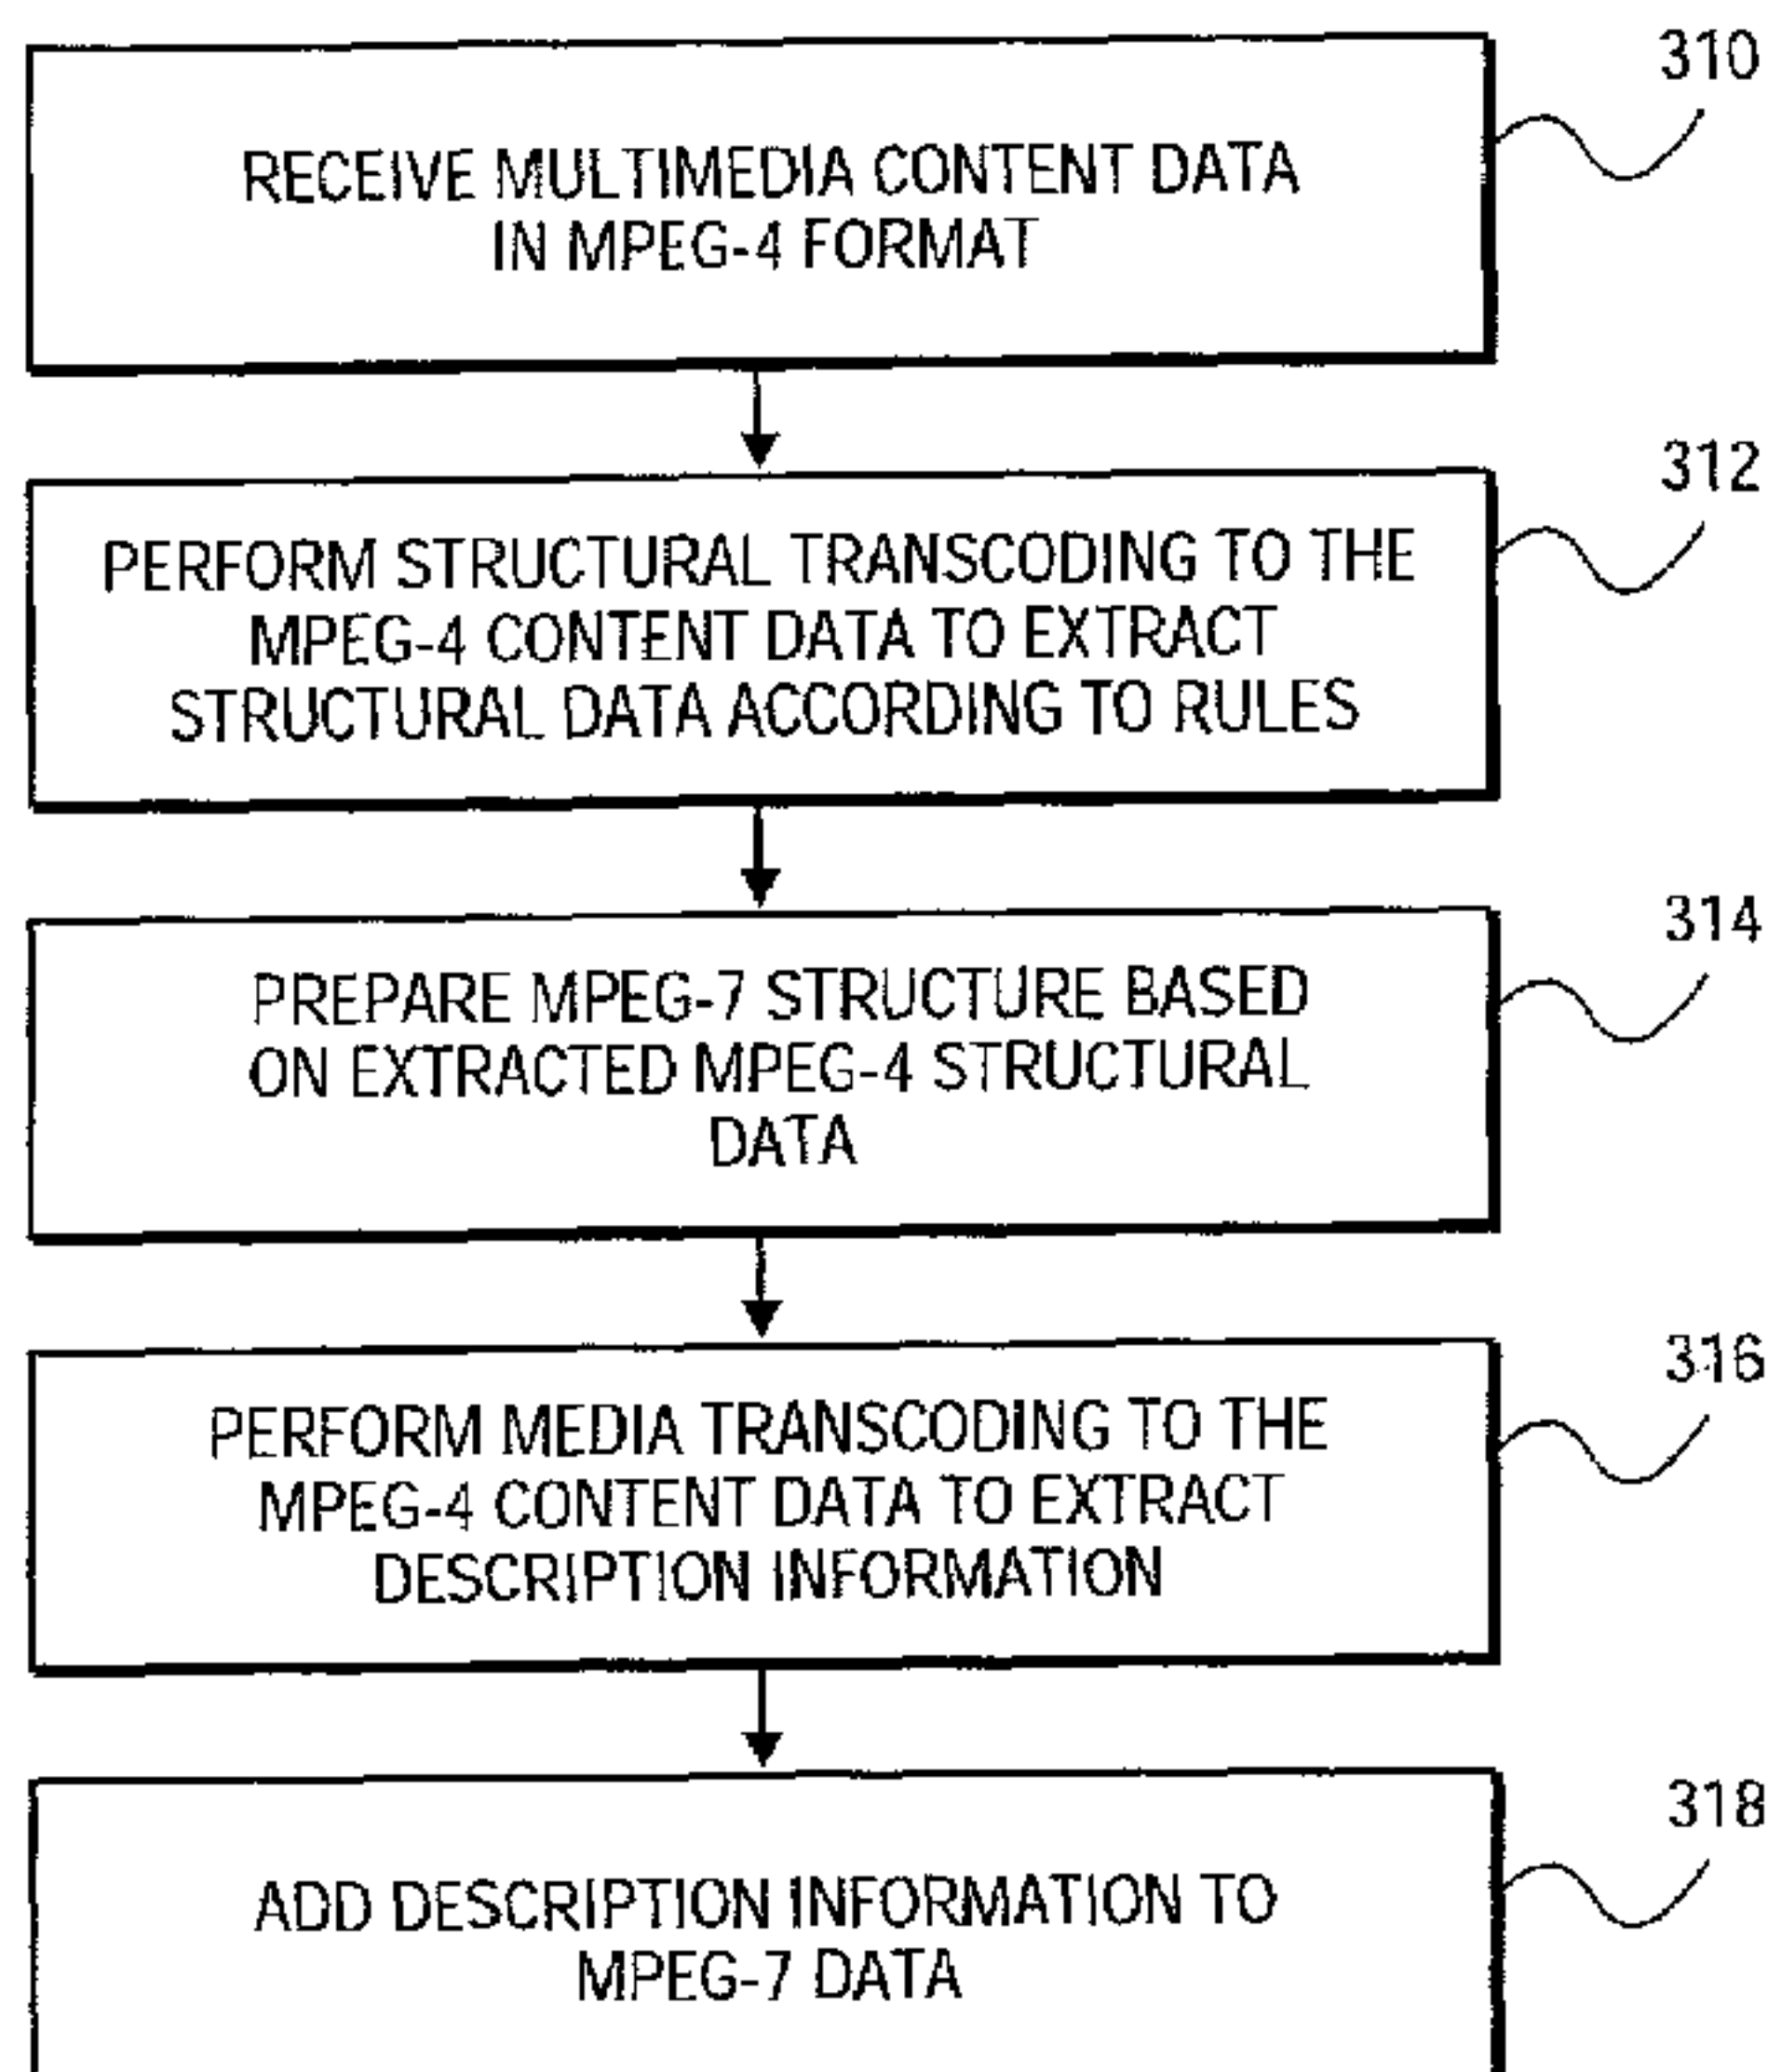 310
RECEIVE MULTIMEDIA CONTENT DATA
IN MPEG-4 FORMAT
312
PERFORM STRUCTURAL TRANSCODING TO THE
MPEG-4 CONTENT DATA TO EXTRACT
STRUCTURAL DATA ACCORDING TO RULES
314
PREPARE MPEG-7 STRUCTURE BASED
ON EXTRACTED MPEG-4 STRUCTURAL
DATA
316
PERFORM MEDIA TRANSCODING TO THE
MPEG-4 CONTENT DATA TO EXTRACT
DESCRIPTION INFORMATION
318
ADD DESCRIPTION INFORMATION TO
MPEG-7 DATA